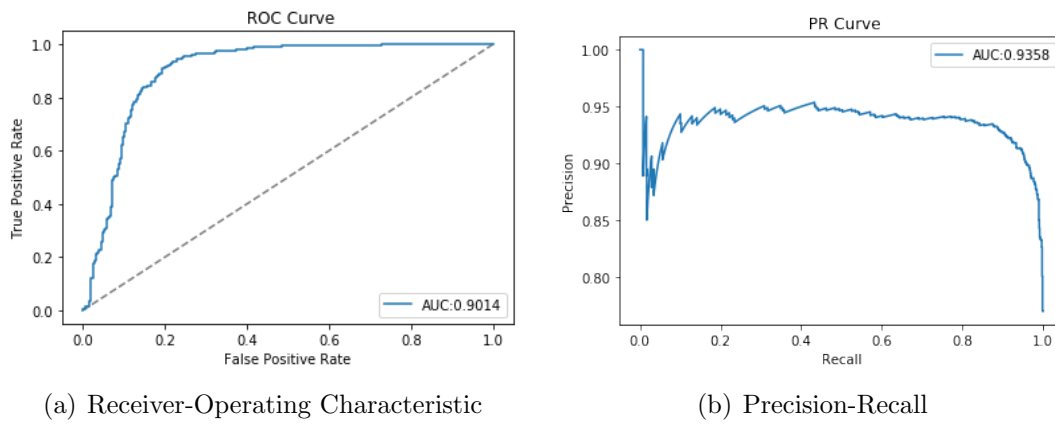 ROC Curve
1.0
0.8
0.6
0.4
0.2
0.0
True Positive Rate
AUC:0.9014
0.0 0.2 0.4 0.6 0.8 1.0
False Positive Rate
(a) Receiver-Operating Characteristic
PR Curve
1.00
0.95
0.90
0.85
0.80
Precision
AUC:0.9358
0.0 0.2 0.4 0.6 0.8 1.0
Recall
(b) Precision-Recall